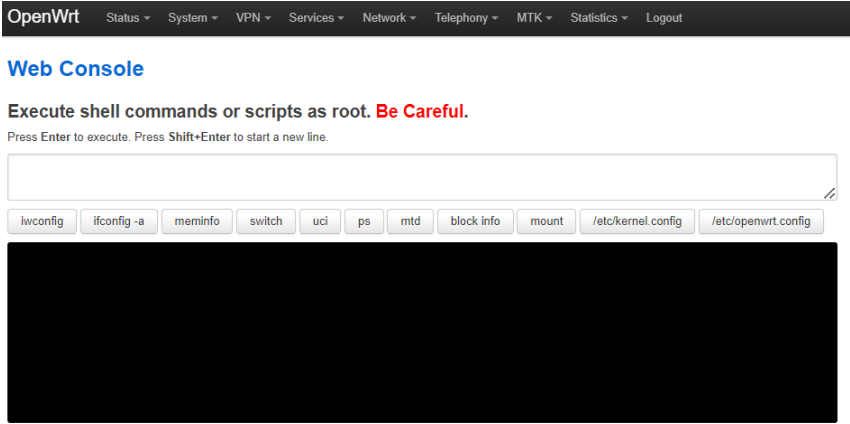 OpenWrt Status System VPN Services Network Telephony MTK Statistics Logout
Web Console
Execute shell commands or scripts as root. Be Careful.
Press Enter to execute. Press Shift+Enter to start a new line.
iwconfig ifconfig -a meminfo switch uci ps mtd block info mount /etc/kernel.config /etc/openwrt.config